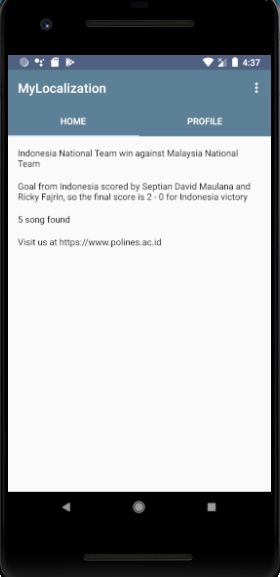 4:37
MyLocalization
HOME PROFILE
Indonesia National Team win against Malaysia National
Team
Goal from Indonesia scored by Septian David Maulana and
Ricky Fajrin, so the final score is 2 - 0 for Indonesia victory
5 song found
Visit us at https://www.polines.ac.id